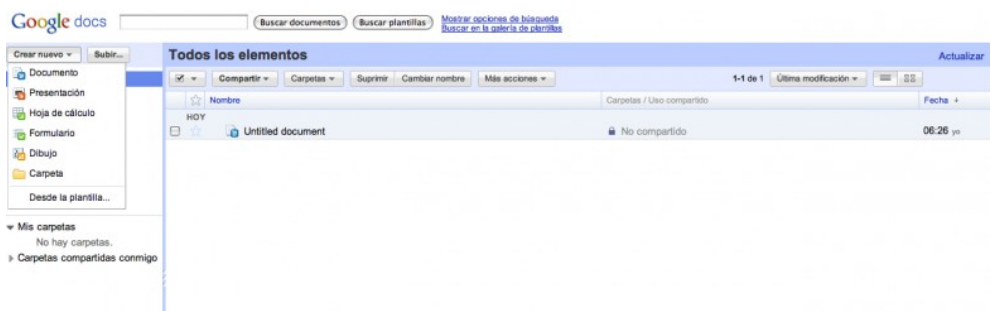 Google docs
Buscar documentos
Buscar plantillas
Mostrar opciones de búsqueda
Buscar en la galería de plantillas
Crear nuevo
Subir...
Todos los elementos
Actualizar
Documento
Presentación
Hoja de cálculo
Formulario
Dibujo
Carpeta
Desde la plantilla...
Compartir
Carpetas
Suprimir
Cambiar nombre
Más acciones
1-1 de 1
Última modificación
Nombre
Carpetas / Uso compartido
Fecha
HOY
Untitled document
No compartido
06:26 yo
Mis carpetas
No hay carpetas.
Carpetas compartidas conmigo